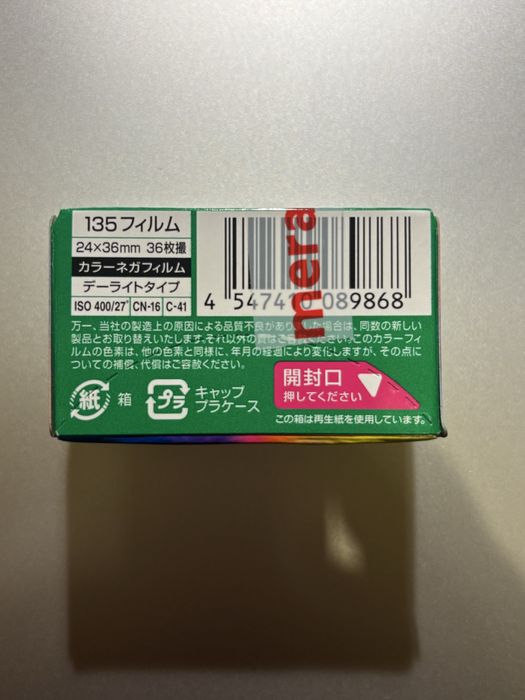 135フィルム
24×36mm 36枚撮
カラーネガフィルム
デーライトタイプ
ISO 400/27° CN-16 C-41
4 547410 089868
mera
万一、当社の製造上の原因による品質不良がありました場合は、同数の新しい
製品とお取り替えいたします。それ以外の責はご容赦ください。このカラーフィ
ルムの色素は、他の色素と同様に、年月の経過により変化しますが、その点に
ついての補償、代償はご容赦ください。
紙 箱
プラ キャップ
プラケース
開封口
押してください
この箱は再生紙を使用しています。